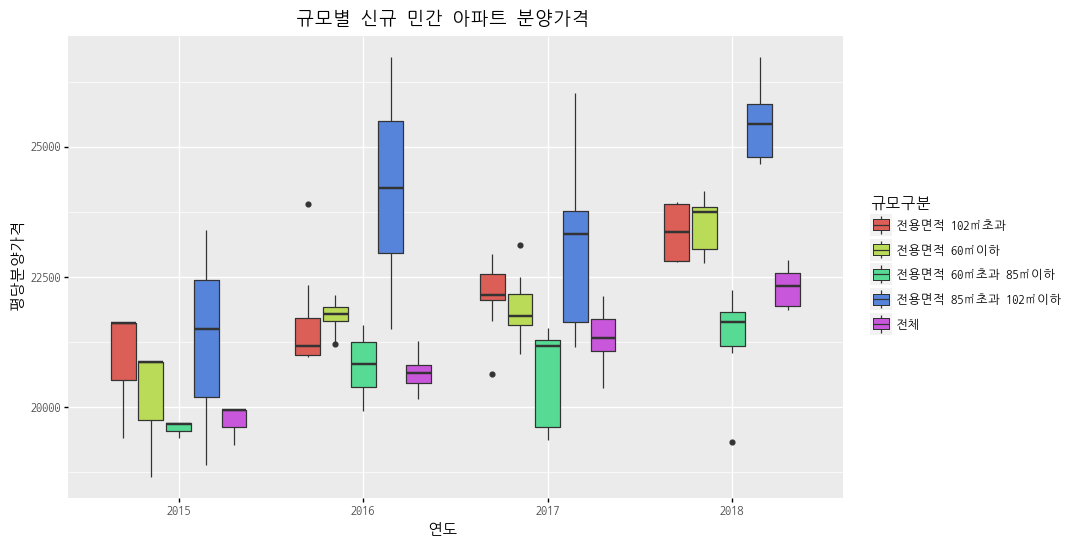 규모별 신규 민간 아파트 분양가격
평당분양가격
25000
22500
20000
2015
2016
2017
2018
연도
규모구분
전용면적 102㎡초과
전용면적 60㎡이하
전용면적 60㎡초과 85㎡이하
전용면적 85㎡초과 102㎡이하
전체